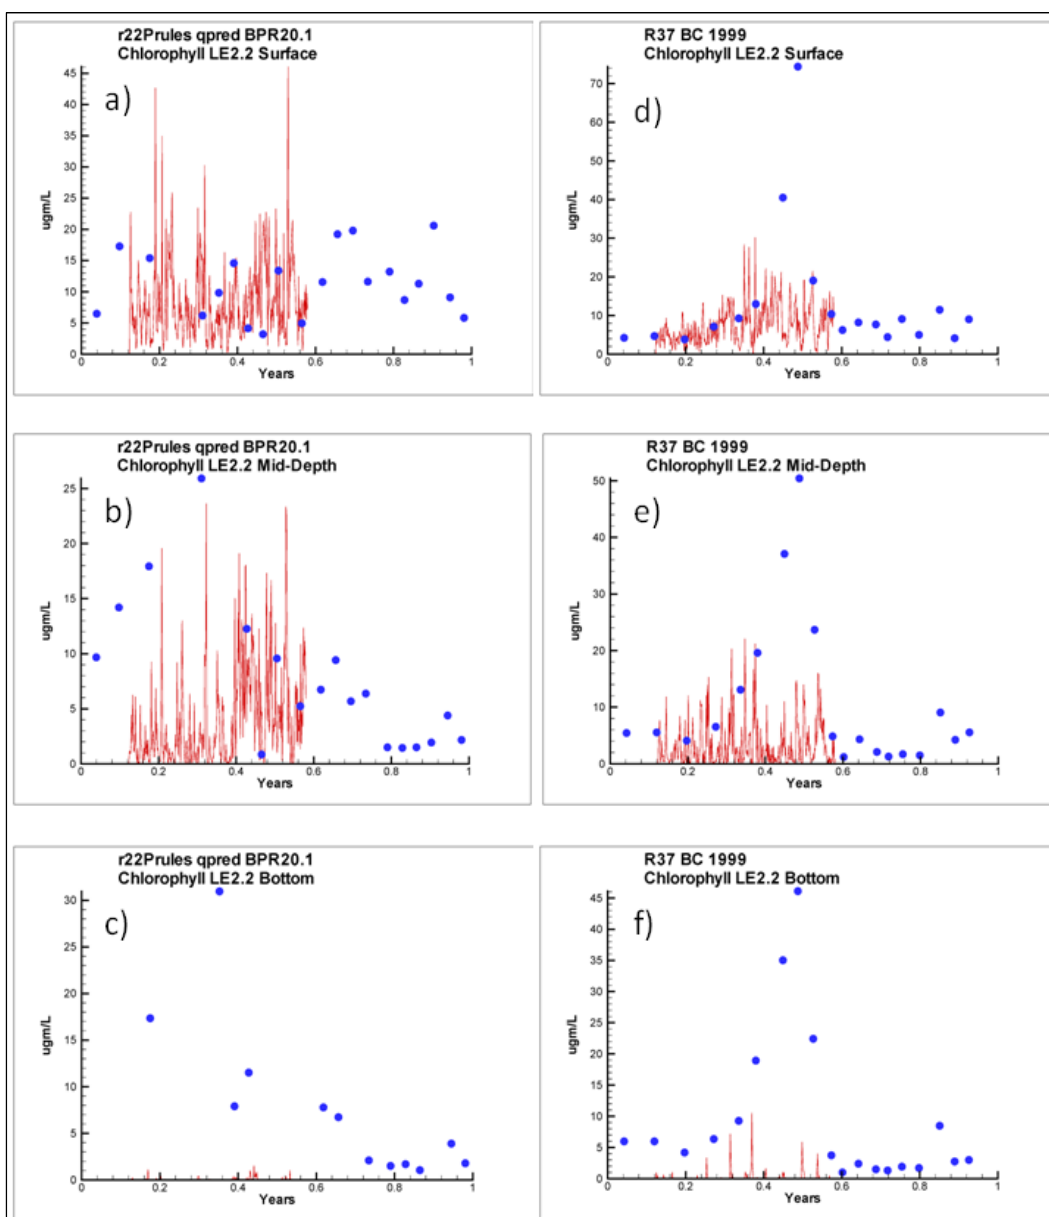 r22Prules qpred BPR20.1
Chlorophyll LE2.2 Surface
a)
45
40
35
30
25
20
15
10
5
0
ugm/L
0 0.2 0.4 0.6 0.8 1
Years
R37 BC 1999
Chlorophyll LE2.2 Surface
d)
70
60
50
40
30
20
10
0
ugm/L
0 0.2 0.4 0.6 0.8 1
Years
r22Prules qpred BPR20.1
Chlorophyll LE2.2 Mid-Depth
b)
25
20
15
10
5
0
ugm/L
0 0.2 0.4 0.6 0.8 1
Years
R37 BC 1999
Chlorophyll LE2.2 Mid-Depth
e)
50
40
30
20
10
0
ugm/L
0 0.2 0.4 0.6 0.8 1
Years
r22Prules qpred BPR20.1
Chlorophyll LE2.2 Bottom
c)
30
25
20
15
10
5
0
ugm/L
0 0.2 0.4 0.6 0.8 1
Years
R37 BC 1999
Chlorophyll LE2.2 Bottom
f)
45
40
35
30
25
20
15
10
5
0
ugm/L
0 0.2 0.4 0.6 0.8 1
Years